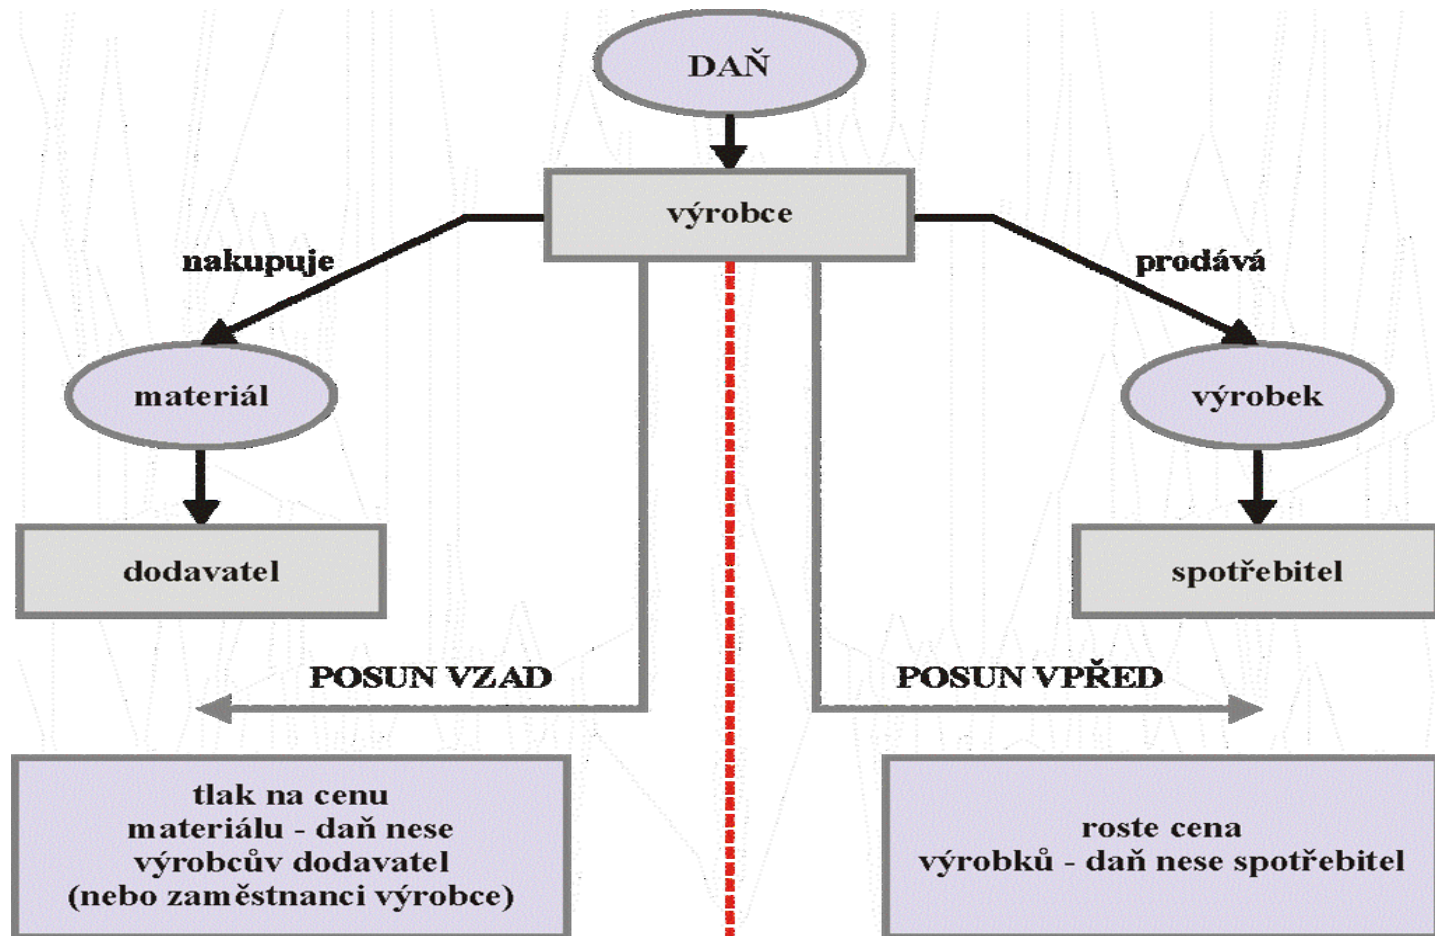 DAŇ
výrobce
nakupuje
prodává
materiál
výrobek
dodavatel
spotřebitel
POSUN VZAD
POSUN VPŘED
tlak na cenu
materiálu - daň nese
výrobcův dodavatel
(nebo zaměstnanci výrobce)
roste cena
výrobků - daň nese spotřebitel